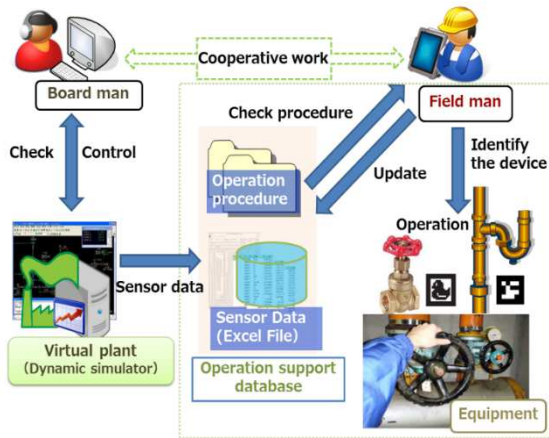 Cooperative work
Board man
Field man
Check procedure
Check
Control
Update
Identify
the device
Operation
procedure
Operation
Sensor data
Sensor Data
(Excel File)
Virtual plant
(Dynamic simulator)
Operation support
database
Equipment